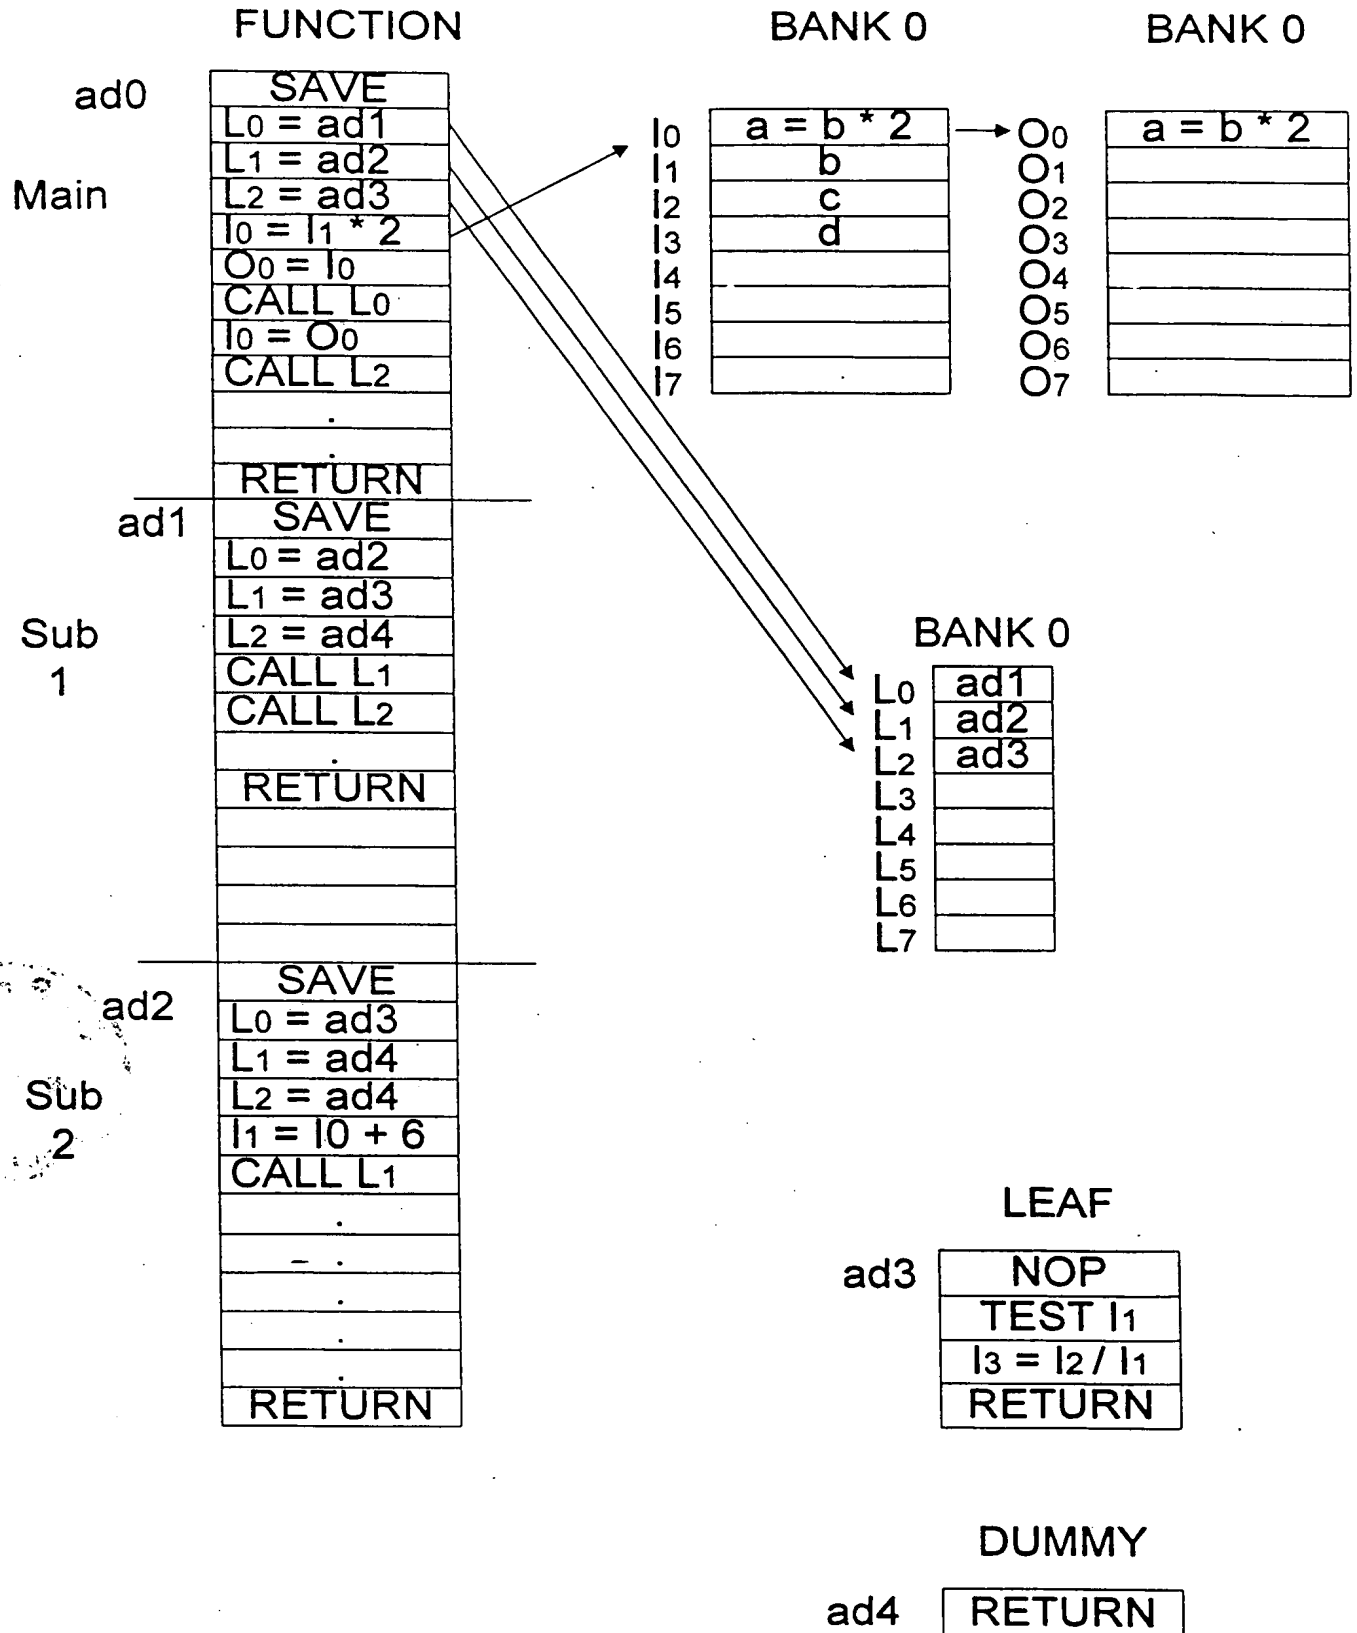 FUNCTION BANK 0 BANK 0
ad0
Main
SAVE
L0 = ad1
L1 = ad2
L2 = ad3
I0 = I1 * 2
O0 = I0
CALL L0
I0 = O0
CALL L2
.
.
RETURN
I0 a = b * 2
I1 b
I2 c
I3 d
I4
I5
I6
I7
O0 a = b * 2
O1
O2
O3
O4
O5
O6
O7
ad1
Sub
1
SAVE
L0 = ad2
L1 = ad3
L2 = ad4
CALL L1
CALL L2
.
RETURN
BANK 0
L0 ad1
L1 ad2
L2 ad3
L3
L4
L5
L6
L7
ad2
Sub
2
SAVE
L0 = ad3
L1 = ad4
L2 = ad4
I1 = I0 + 6
CALL L1
.
.
.
.
.
RETURN
LEAF
ad3 NOP
TEST I1
I3 = I2 / I1
RETURN
DUMMY
ad4 RETURN